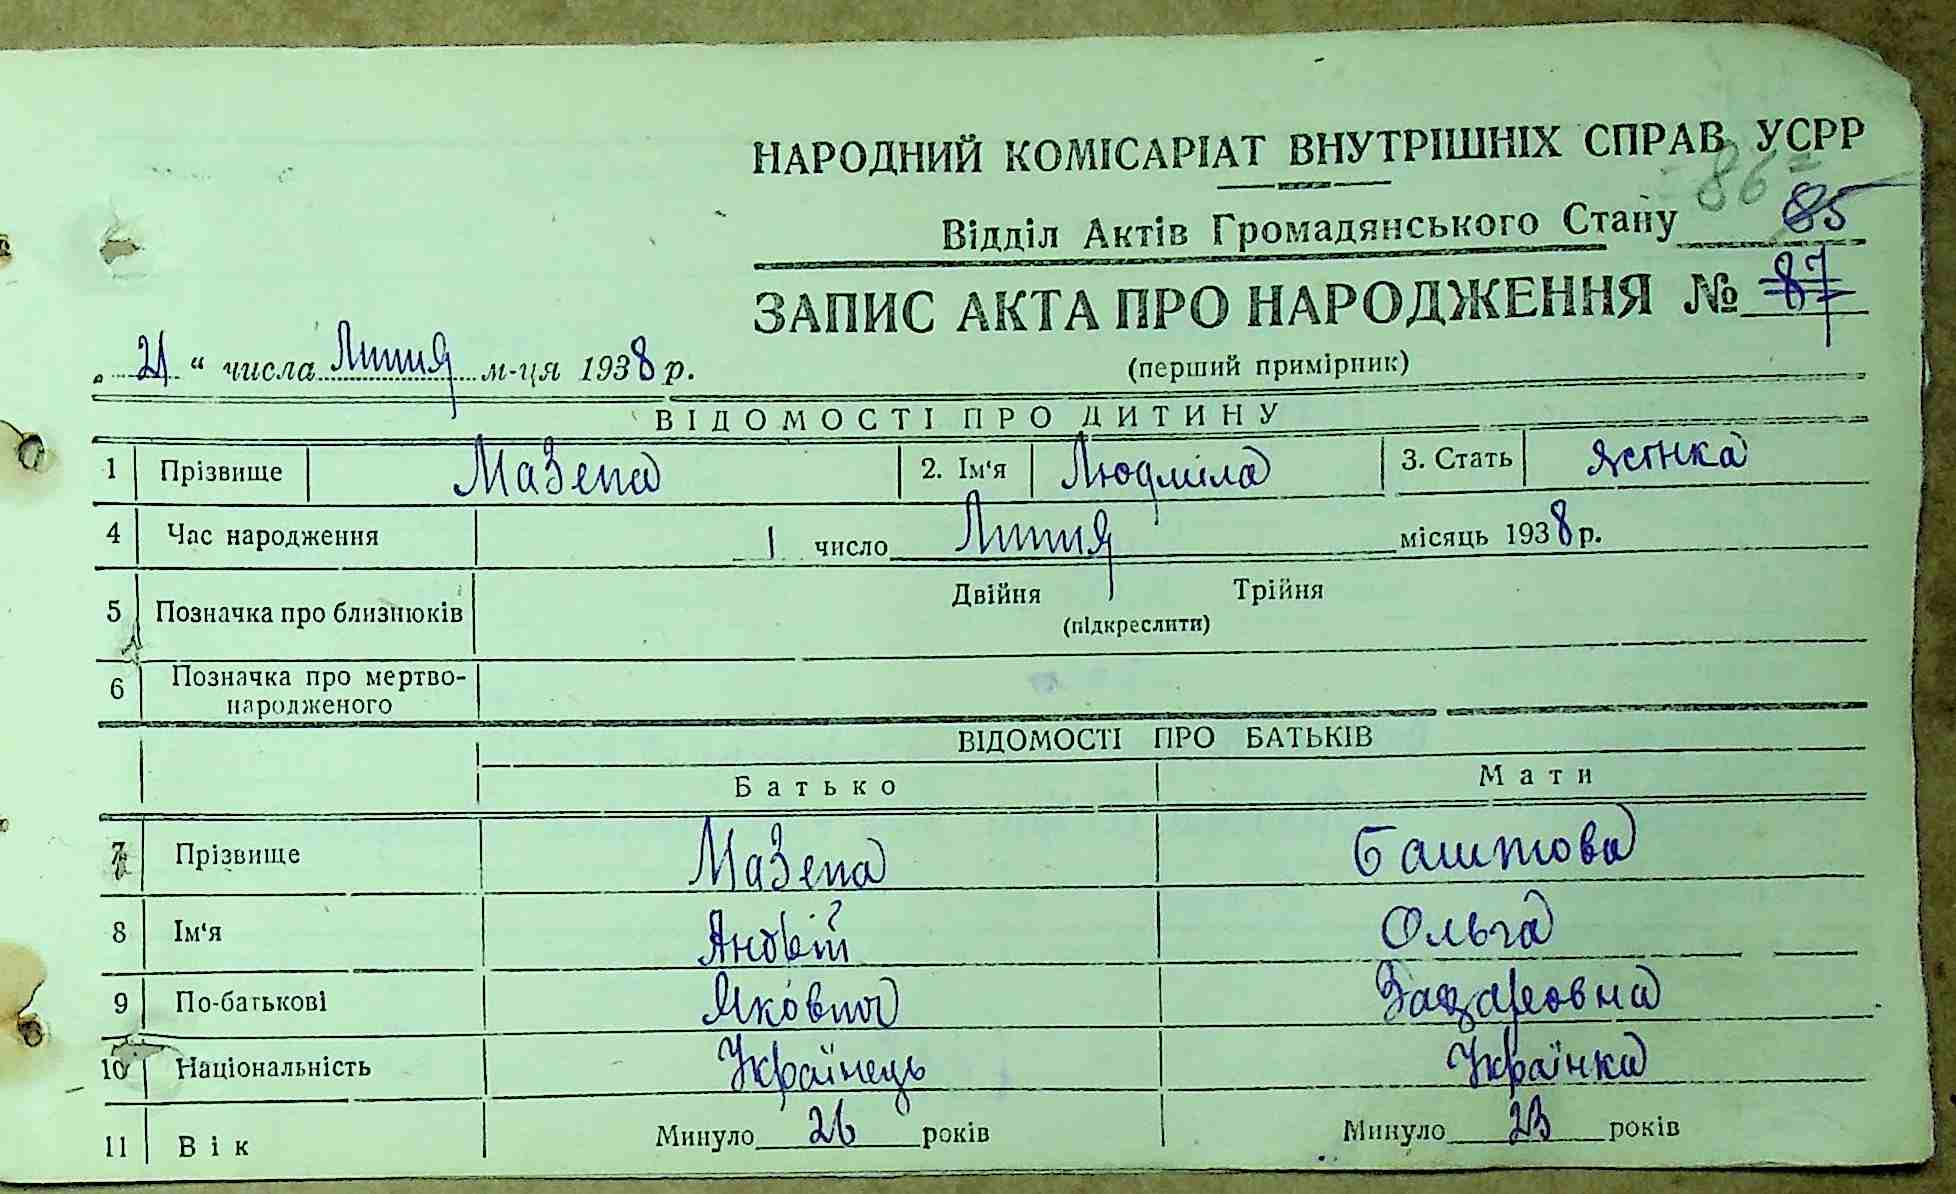 НАРОДНИЙ КОМІСАРІАТ ВНУТРІШНІХ СПРАВ УСРР
86
Відділ Актів Громадянського Стану 85
ЗАПИС АКТА ПРО НАРОДЖЕННЯ № 87
(перший примірник)
„21“ числа Липня м-ця 1938 р.
ВІДОМОСТІ ПРО ДИТИНУ
1 Прізвище Мазепа 2. Ім‘я Людміла 3. Стать жінка
4 Час народження 1 число Липня місяць 1938 р.
5 Позначка про близнюків Двійня Трійня
(підкреслити)
6 Позначка про мертво-
народженого
ВІДОМОСТІ ПРО БАТЬКІВ
Батько Мати
7 Прізвище Мазепа Баштова
8 Ім‘я Андрій Ольга
9 По-батькові Якович Захаровна
10 Національність Українець Українка
11 Вік Минуло 26 років Минуло 23 років